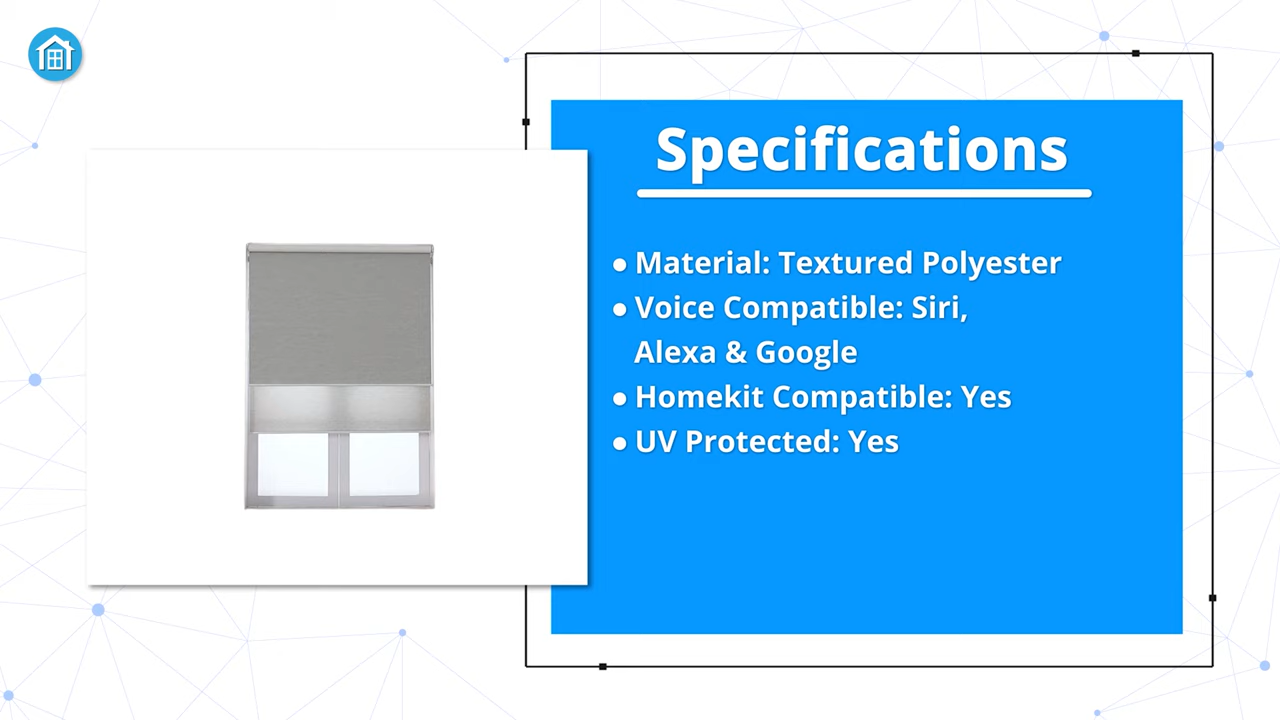 Specifications
● Material: Textured Polyester
● Voice Compatible: Siri,
Alexa & Google
● Homekit Compatible: Yes
● UV Protected: Yes